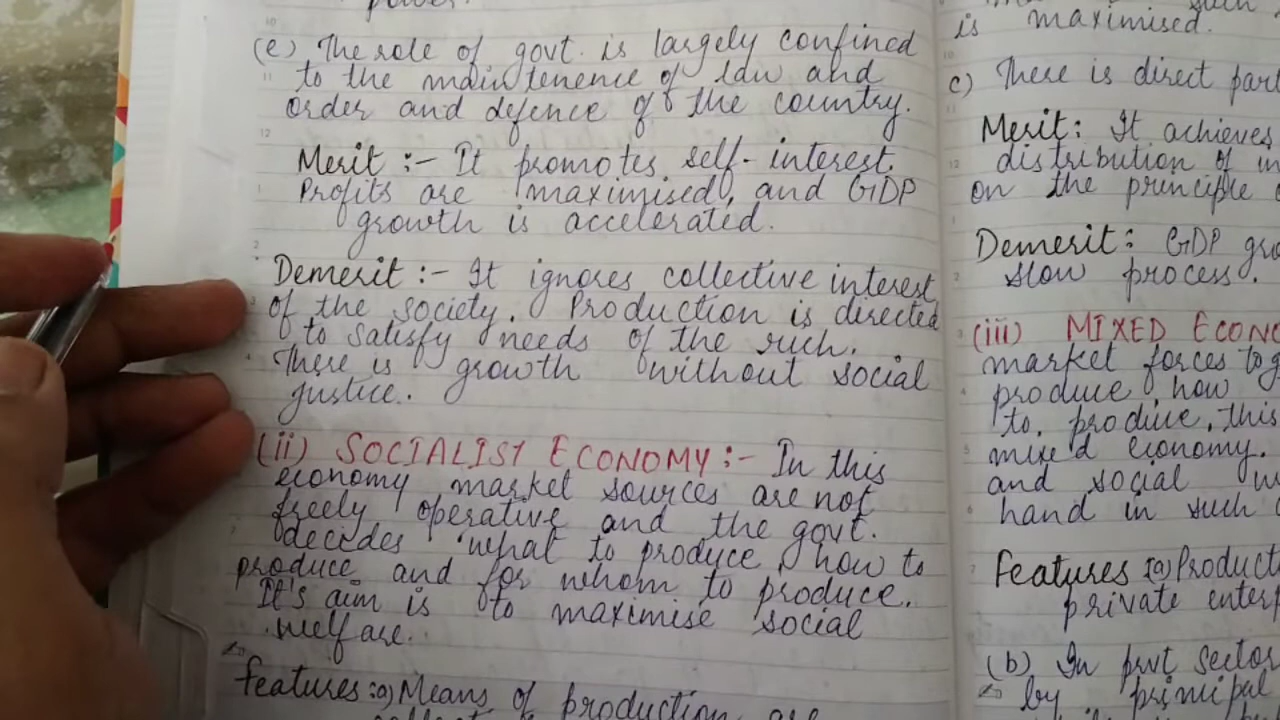 power.
(e) The role of govt. is largely confined
to the maintenence of law and
order and defence of the country.
Merit :- It promotes self-interest.
Profits are maximised, and GDP
growth is accelerated.
Demerit :- It ignores collective interest
of the society. Production is directed
to satisfy needs of the rich.
There is growth without social
justice.
(ii) SOCIALIST ECONOMY :- In this
economy market sources are not
freely operative and the govt.
decides what to produce, how to
produce and for whom to produce.
It's aim is to maximise social
welfare.
Features :a) Means of production are
such
is maximised.
c) There is direct
Merit: It achieves
distribution of
on the principle
Demerit: GDP
slow process.
(iii) MIXED
market forces
produce how
to produce, this
mixed economy.
and social
hand in such
Features :(a)
private
(b) In pvt Sector
by principal